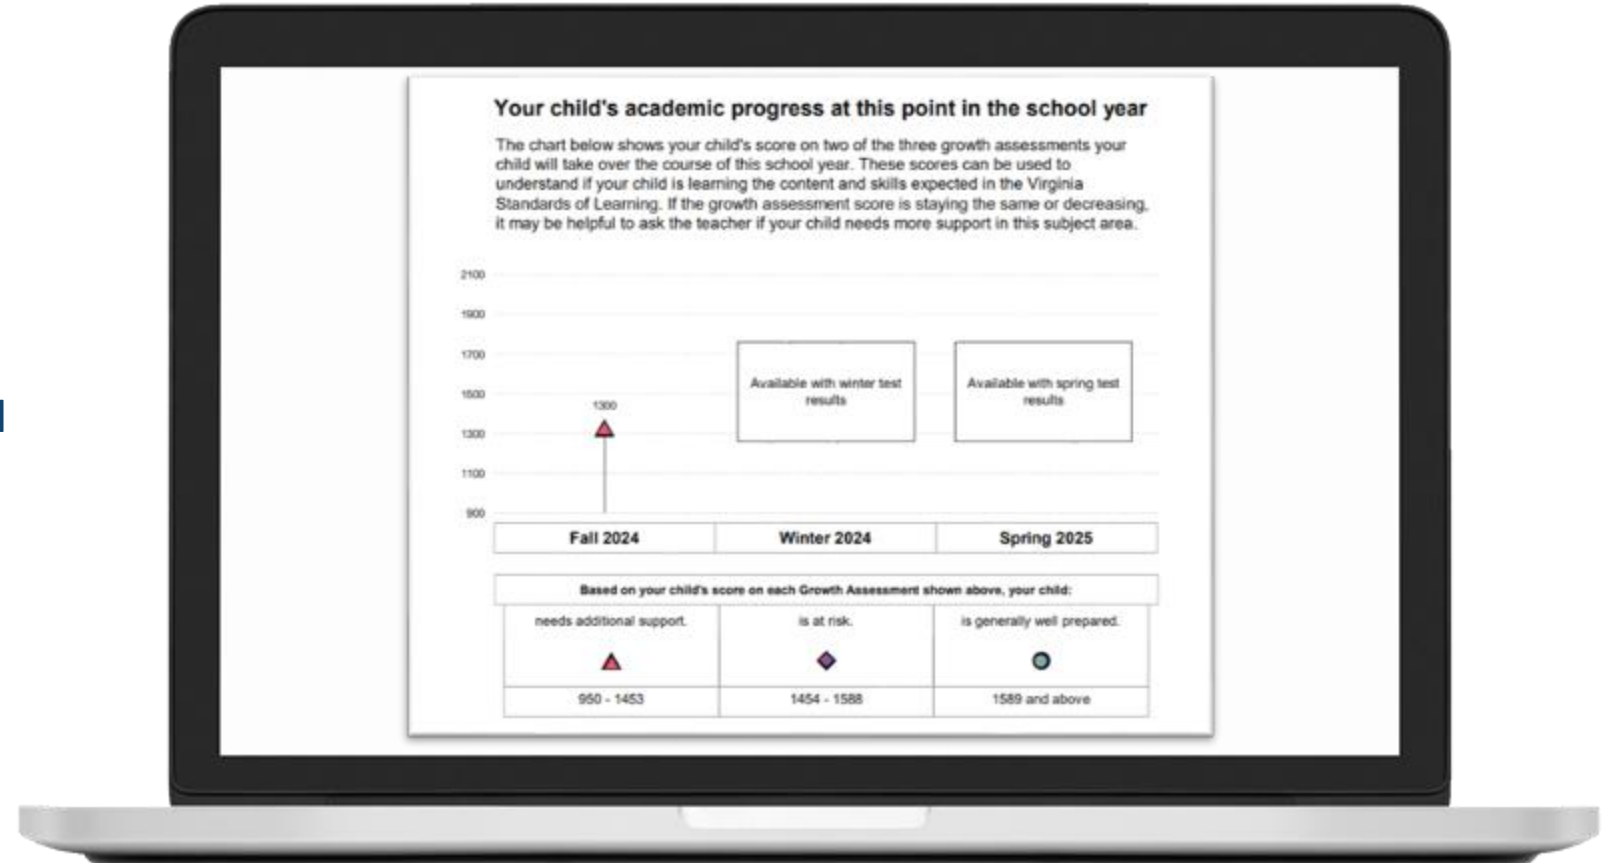 Your child's academic progress at this point in the school year
The chart below shows your child's score on two of the three growth assessments your
child will take over the course of this school year. These scores can be used to
understand if your child is learning the content and skills expected in the Virginia
Standards of Learning. If the growth assessment score is staying the same or decreasing,
it may be helpful to ask the teacher if your child needs more support in this subject area.
2100
1900
1700
1500
1300
1100
900
1300
Available with winter test
results
Available with spring test
results
Fall 2024
Winter 2024
Spring 2025
Based on your child's score on each Growth Assessment shown above, your child:
needs additional support.
is at risk.
is generally well prepared.
950 - 1453
1454 - 1588
1589 and above